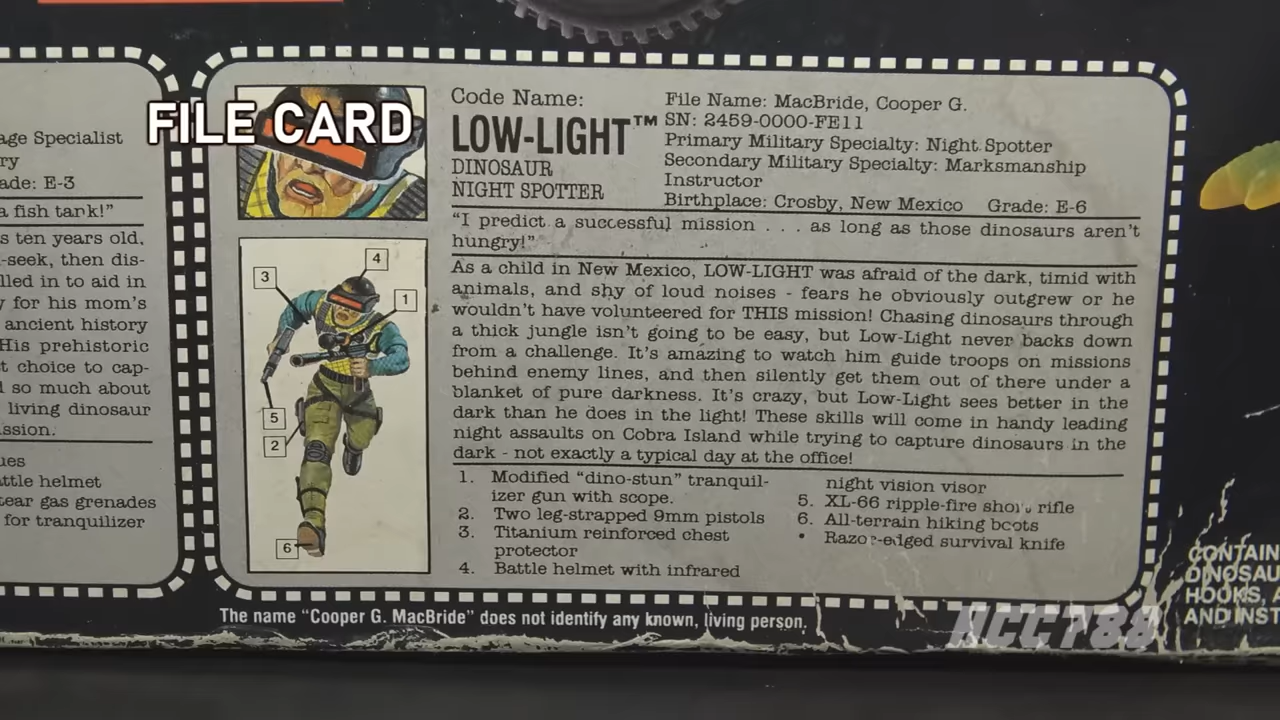 FILE CARD
age Specialist
ry
ade: E-3
a fish tank!"
s ten years old,
-seek, then dis-
lled in to aid in
y for his mom's
ancient history
His prehistoric
t choice to cap-
d so much about
living dinosaur
ssion.
ues
ttle helmet
tear gas grenades
for tranquilizer
Code Name:
LOW-LIGHT™
DINOSAUR
NIGHT SPOTTER
File Name: MacBride, Cooper G.
SN: 2459-0000-FE11
Primary Military Specialty: Night Spotter
Secondary Military Specialty: Marksmanship
Instructor
Birthplace: Crosby, New Mexico Grade: E-6
"I predict a successful mission . . . as long as those dinosaurs aren't
hungry!"
As a child in New Mexico, LOW-LIGHT was afraid of the dark, timid with
animals, and shy of loud noises - fears he obviously outgrew or he
wouldn't have volunteered for THIS mission! Chasing dinosaurs through
a thick jungle isn't going to be easy, but Low-Light never backs down
from a challenge. It's amazing to watch him guide troops on missions
behind enemy lines, and then silently get them out of there under a
blanket of pure darkness. It's crazy, but Low-Light sees better in the
dark than he does in the light! These skills will come in handy leading
night assaults on Cobra Island while trying to capture dinosaurs in the
dark - not exactly a typical day at the office!
4
3
1
5
2
6
1. Modified "dino-stun" tranquil-
izer gun with scope.
2. Two leg-strapped 9mm pistols
3. Titanium reinforced chest
protector
4. Battle helmet with infrared
night vision visor
5. XL-66 ripple-fire short rifle
6. All-terrain hiking boots
• Razor-edged survival knife
The name "Cooper G. MacBride" does not identify any known, living person.
CONTAIN
DINOSAU
HOOKS, A
AND INST
HCC788